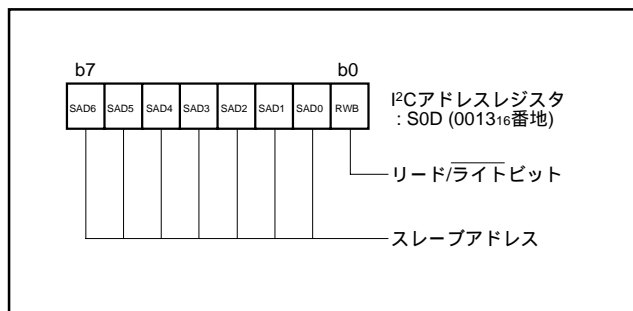 b7 b0
SAD6 SAD5 SAD4 SAD3 SAD2 SAD1 SAD0 RWB
I²Cアドレスレジスタ
: S0D (0013₁₆番地)
リード/ライトビット
スレーブアドレス